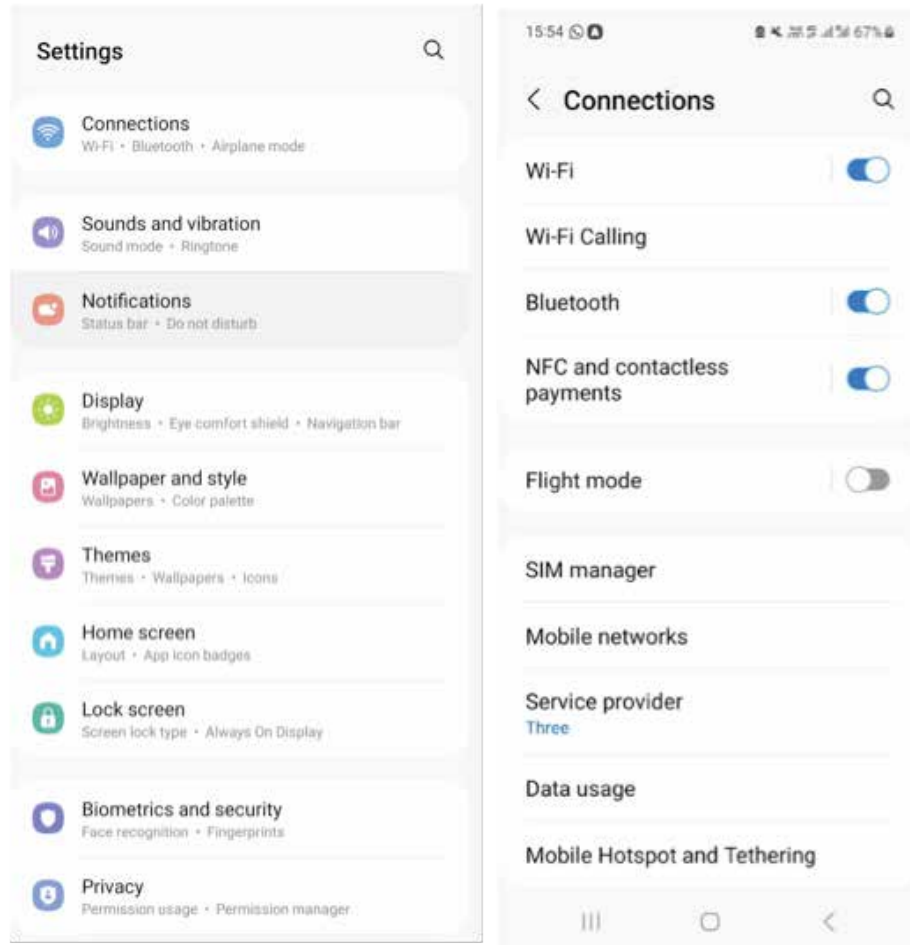 Settings
Connections
Wi-Fi • Bluetooth • Airplane mode
Sounds and vibration
Sound mode • Ringtone
Notifications
Status bar • Do not disturb
Display
Brightness • Eye comfort shield • Navigation bar
Wallpaper and style
Wallpapers • Color palette
Themes
Themes • Wallpapers • Icons
Home screen
Layout • App icon badges
Lock screen
Screen lock type • Always On Display
Biometrics and security
Face recognition • Fingerprints
Privacy
Permission usage • Permission manager
15:54 67%
Connections
Wi-Fi
Wi-Fi Calling
Bluetooth
NFC and contactless
payments
Flight mode
SIM manager
Mobile networks
Service provider
Three
Data usage
Mobile Hotspot and Tethering